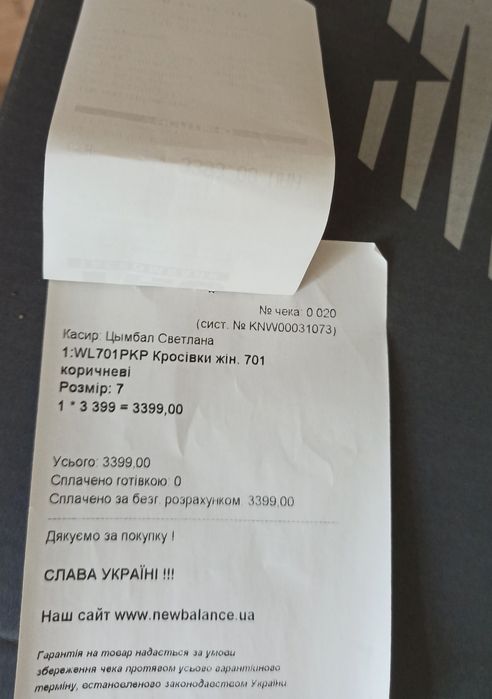 № чека: 0 020
(сист. № KNW00031073)
Касир: Цымбал Светлана
1:WL701PKP Кросівки жін. 701
коричневі
Розмір: 7
1 * 3 399 = 3399,00
Усього: 3399,00
Сплачено готівкою: 0
Сплачено за безг. розрахунком: 3399,00
Дякуємо за покупку !
СЛАВА УКРАЇНІ !!!
Наш сайт www.newbalance.ua
Гарантія на товар надається за умови
збереження чека протягом усього гарантійного
терміну, встановлено законодавством України